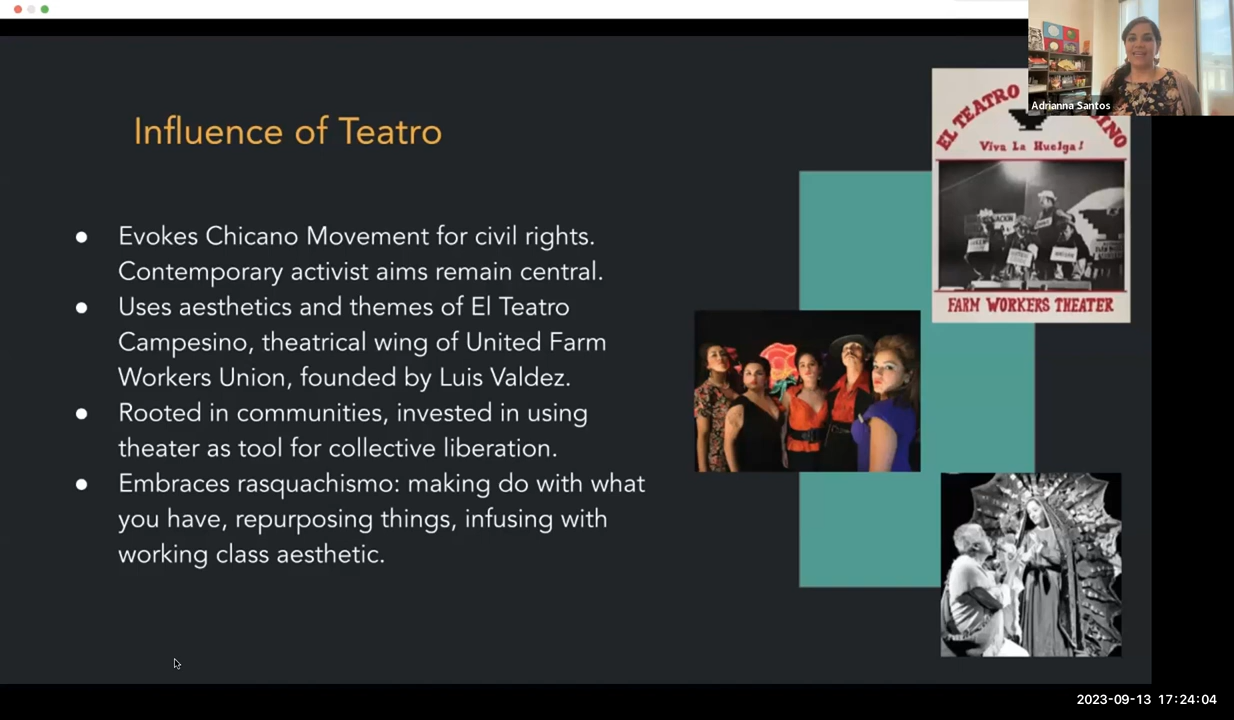 Adrianna Santos
Influence of Teatro
EL TEATRO
INO
Viva La Huelga!
FARM WORKERS THEATER
● Evokes Chicano Movement for civil rights.
Contemporary activist aims remain central.
● Uses aesthetics and themes of El Teatro
Campesino, theatrical wing of United Farm
Workers Union, founded by Luis Valdez.
● Rooted in communities, invested in using
theater as tool for collective liberation.
● Embraces rasquachismo: making do with what
you have, repurposing things, infusing with
working class aesthetic.
2023-09-13 17:24:04